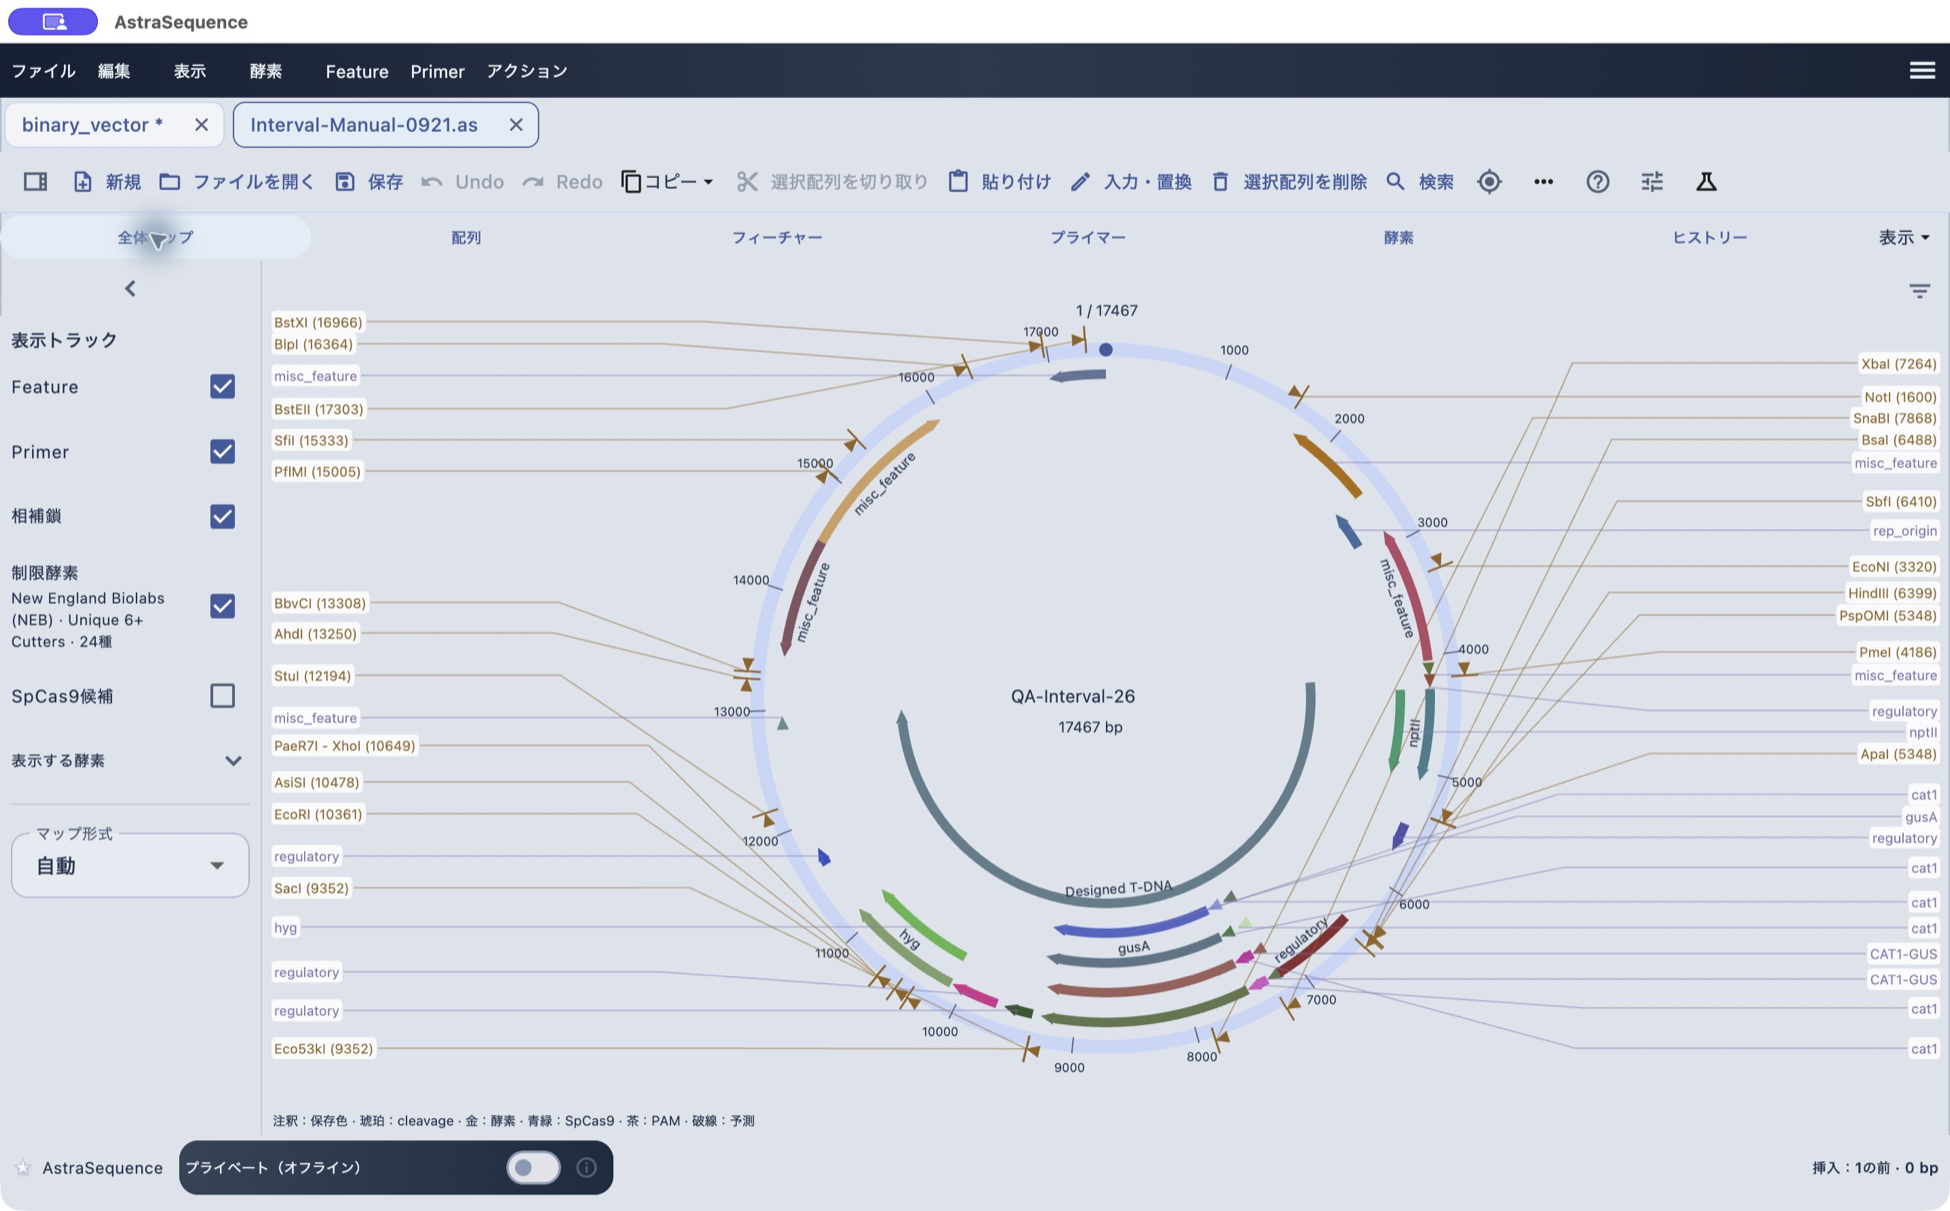 AstraSequence
ファイル 編集 表示 酵素 Feature Primer アクション
binary_vector * Interval-Manual-0921.as
新規 ファイルを開く 保存 Undo Redo コピー 選択配列を切り取り 貼り付け 入力・置換 選択配列を削除 検索
全体マップ 配列 フィーチャー プライマー 酵素 ヒストリー 表示
表示トラック
Feature
Primer
相補鎖
制限酵素
New England Biolabs
(NEB) · Unique 6+
Cutters · 24種
SpCas9候補
表示する酵素
マップ形式
自動
BstXI (16966)
BlpI (16364)
misc_feature
BstEII (17303)
SfiI (15333)
PflMI (15005)
BbvCI (13308)
AhdI (13250)
StuI (12194)
misc_feature
PaeR7I - XhoI (10649)
AsiSI (10478)
EcoRI (10361)
regulatory
SacI (9352)
hyg
regulatory
regulatory
Eco53kI (9352)
1 / 17467
17000
1000
16000
2000
15000
misc_feature
3000
14000
misc_feature
misc_feature
4000
QA-Interval-26
13000
17467 bp
nptII
5000
12000
Designed T-DNA
6000
hyg
gusA
regulatory
11000
7000
10000
8000
9000
XbaI (7264)
NotI (1600)
SnaBI (7868)
BsaI (6488)
misc_feature
SbfI (6410)
rep_origin
EcoNI (3320)
HindIII (6399)
PspOMI (5348)
PmeI (4186)
misc_feature
regulatory
nptII
ApaI (5348)
cat1
gusA
regulatory
cat1
cat1
cat1
CAT1-GUS
CAT1-GUS
cat1
cat1
注釈：保存色 · 琥珀：cleavage · 金：酵素 · 青緑：SpCas9 · 茶：PAM · 破線：予測
AstraSequence プライベート（オフライン） 挿入：1の前 · 0 bp